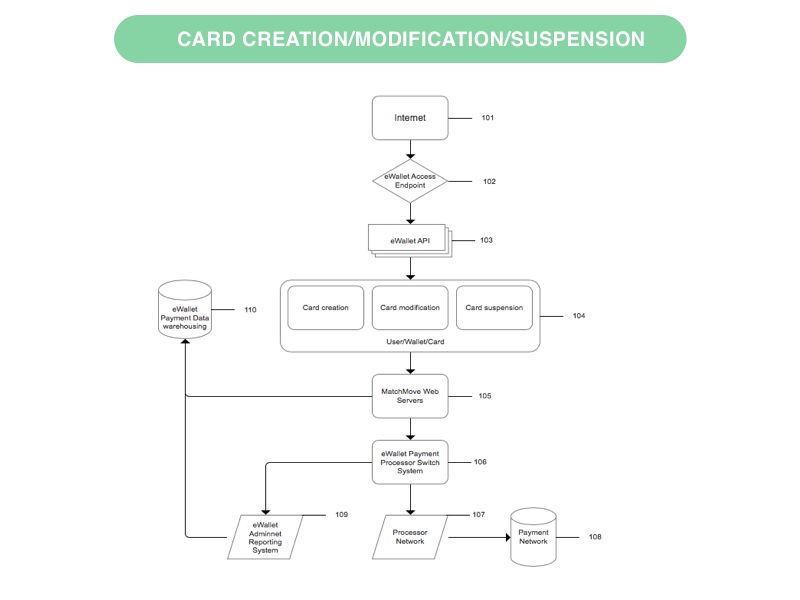 CARD CREATION/MODIFICATION/SUSPENSION
Internet
101
eWallet Access
Endpoint
102
eWallet API
103
Card creation
Card modification
Card suspension
User/Wallet/Card
104
eWallet
Payment Data
warehousing
110
MatchMove Web
Servers
105
eWallet Payment
Processor Switch
System
106
eWallet
Adminnet
Reporting
System
109
Processor
Network
107
Payment
Network
108